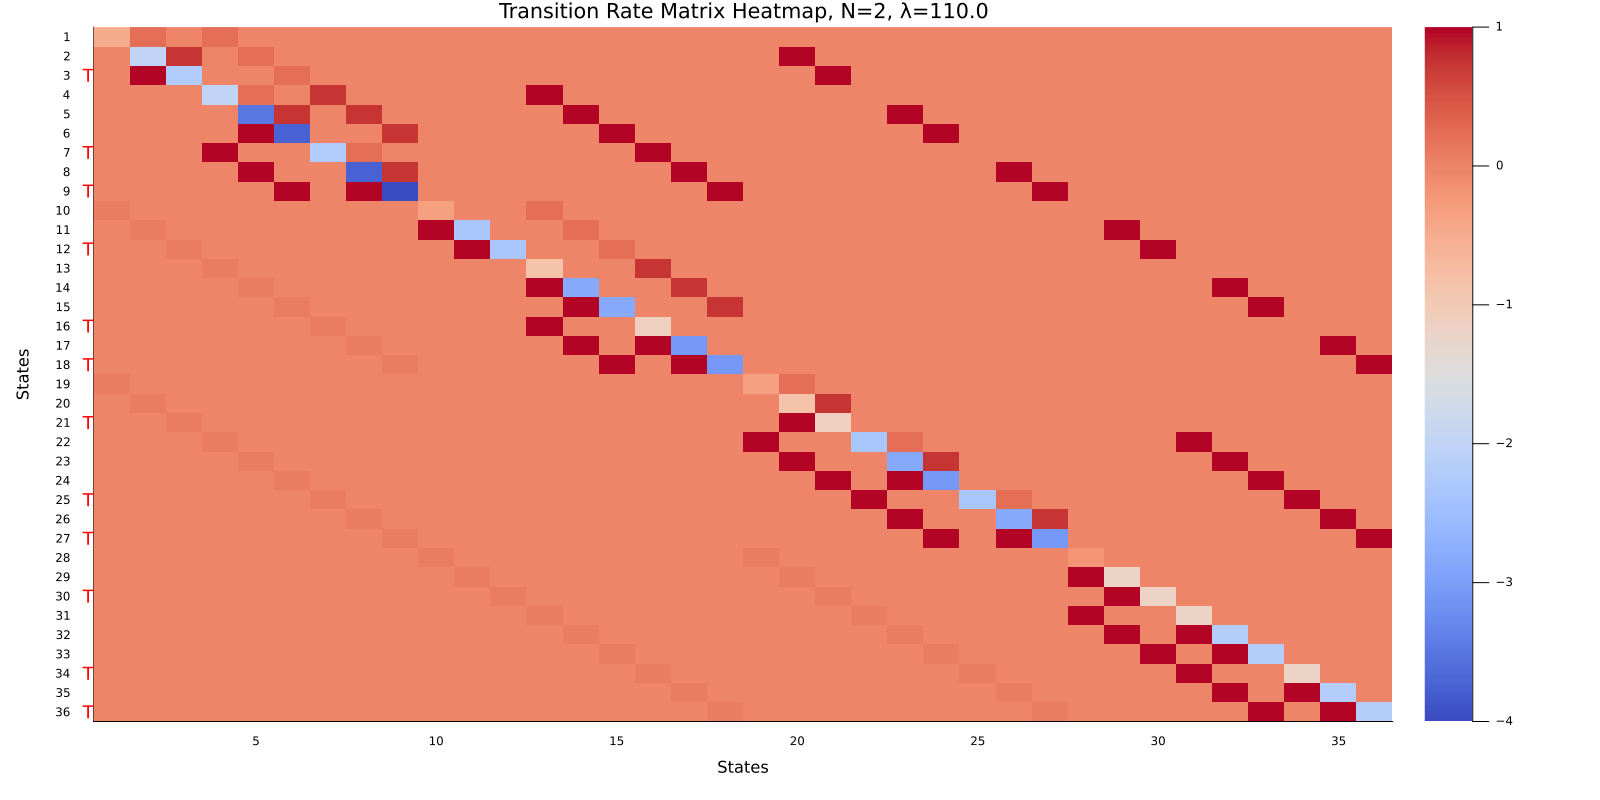 Transition Rate Matrix Heatmap, N=2, λ=110.0
1
2
3 T
4
5
6
7 T
8
9 T
10
11
12 T
13
14
15
16 T
17
18 T
19
20
21 T
22
23
24
25 T
26
27 T
28
29
30 T
31
32
33
34 T
35
36 T
States
5 10 15 20 25 30 35
States
1
0
−1
−2
−3
−4